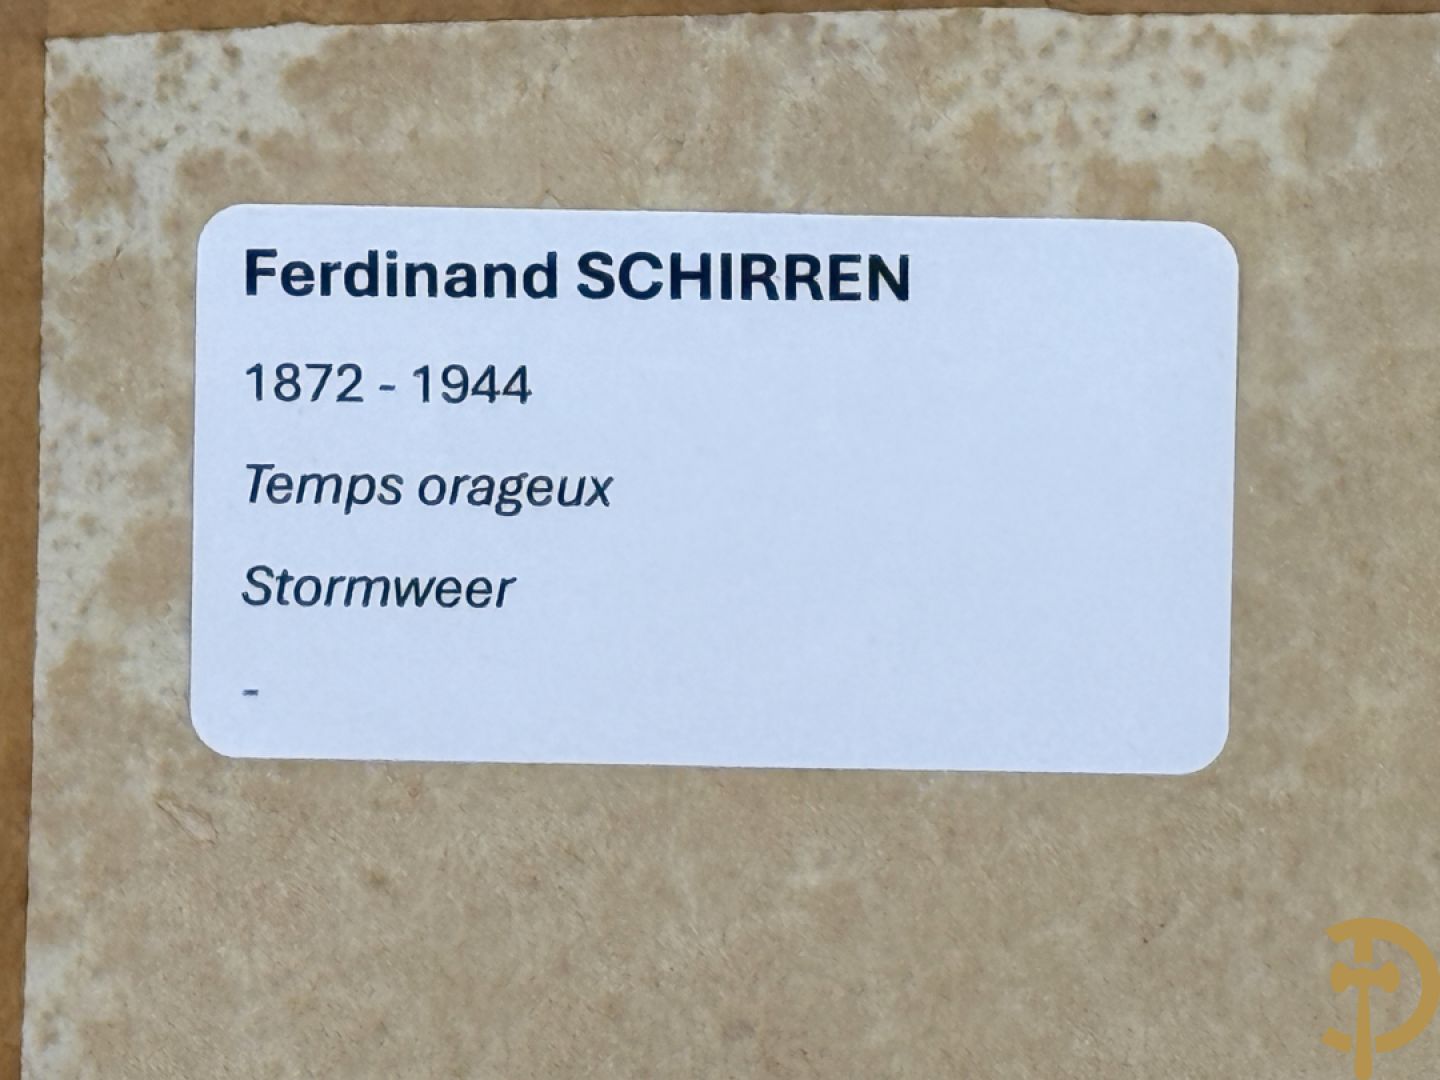 Ferdinand SCHIRREN
1872 - 1944
Temps orageux
Stormweer
-